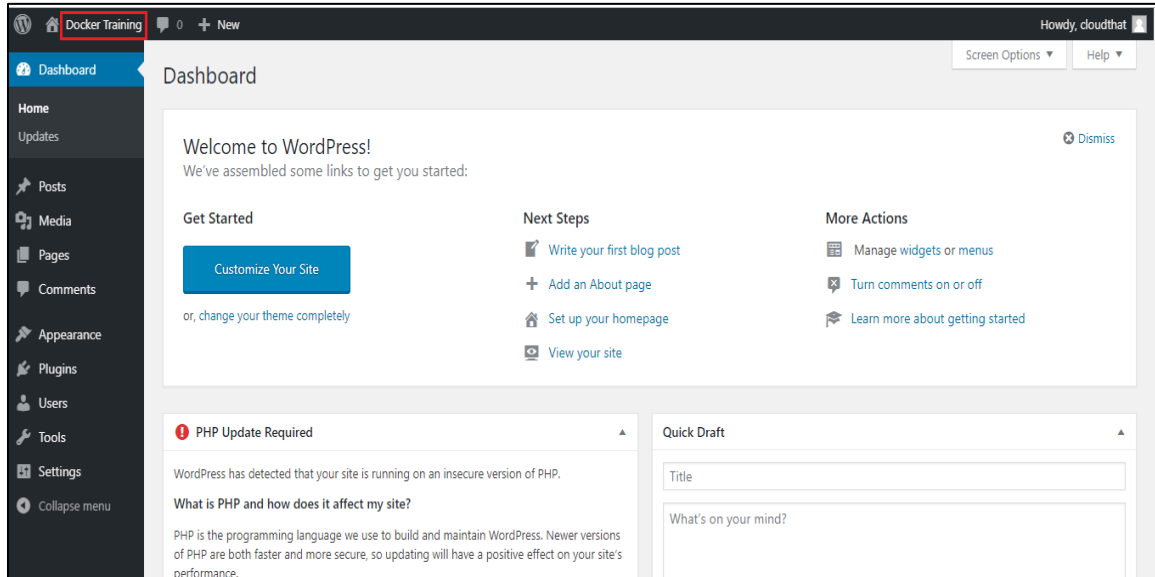 Docker Training 0 + New Howdy, cloudthat
Screen Options ▼ Help ▼
Dashboard
Home
Updates
Posts
Media
Pages
Comments
Appearance
Plugins
Users
Tools
Settings
Collapse menu
Dashboard
Welcome to WordPress!
Dismiss
We've assembled some links to get you started:
Get Started
Customize Your Site
or, change your theme completely
Next Steps
Write your first blog post
Add an About page
Set up your homepage
View your site
More Actions
Manage widgets or menus
Turn comments on or off
Learn more about getting started
PHP Update Required
WordPress has detected that your site is running on an insecure version of PHP.
What is PHP and how does it affect my site?
PHP is the programming language we use to build and maintain WordPress. Newer versions
of PHP are both faster and more secure, so updating will have a positive effect on your site's
performance.
Quick Draft
Title
What's on your mind?